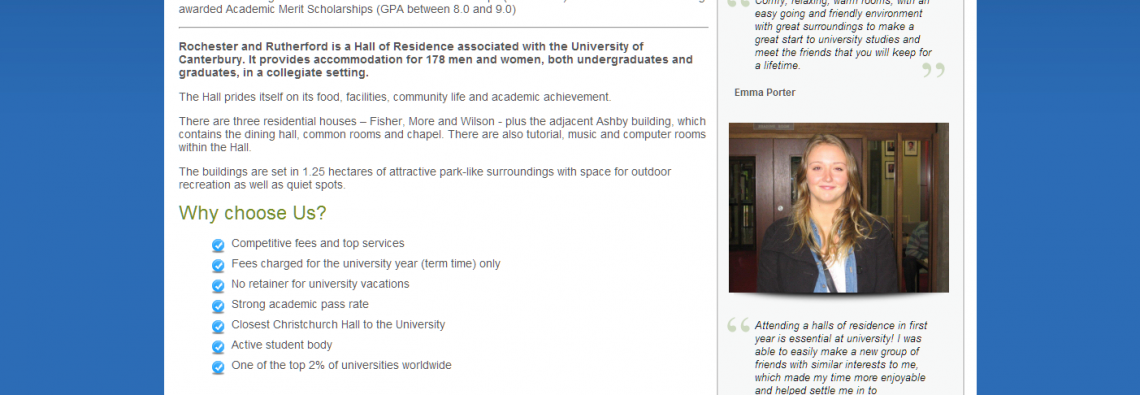 awarded Academic Merit Scholarships (GPA between 8.0 and 9.0)
Rochester and Rutherford is a Hall of Residence associated with the University of
Canterbury. It provides accommodation for 178 men and women, both undergraduates and
graduates, in a collegiate setting.
The Hall prides itself on its food, facilities, community life and academic achievement.
There are three residential houses – Fisher, More and Wilson - plus the adjacent Ashby building, which
contains the dining hall, common rooms and chapel. There are also tutorial, music and computer rooms
within the Hall.
The buildings are set in 1.25 hectares of attractive park-like surroundings with space for outdoor
recreation as well as quiet spots.
Why choose Us?
Competitive fees and top services
Fees charged for the university year (term time) only
No retainer for university vacations
Strong academic pass rate
Closest Christchurch Hall to the University
Active student body
One of the top 2% of universities worldwide
“ Comfy, relaxing, warm rooms, with an
easy going and friendly environment
with great surroundings to make a
great start to university studies and
meet the friends that you will keep for
a lifetime. ”
Emma Porter
“ Attending a halls of residence in first
year is essential at university! I was
able to easily make a new group of
friends with similar interests to me,
which made my time more enjoyable
and helped settle me in to